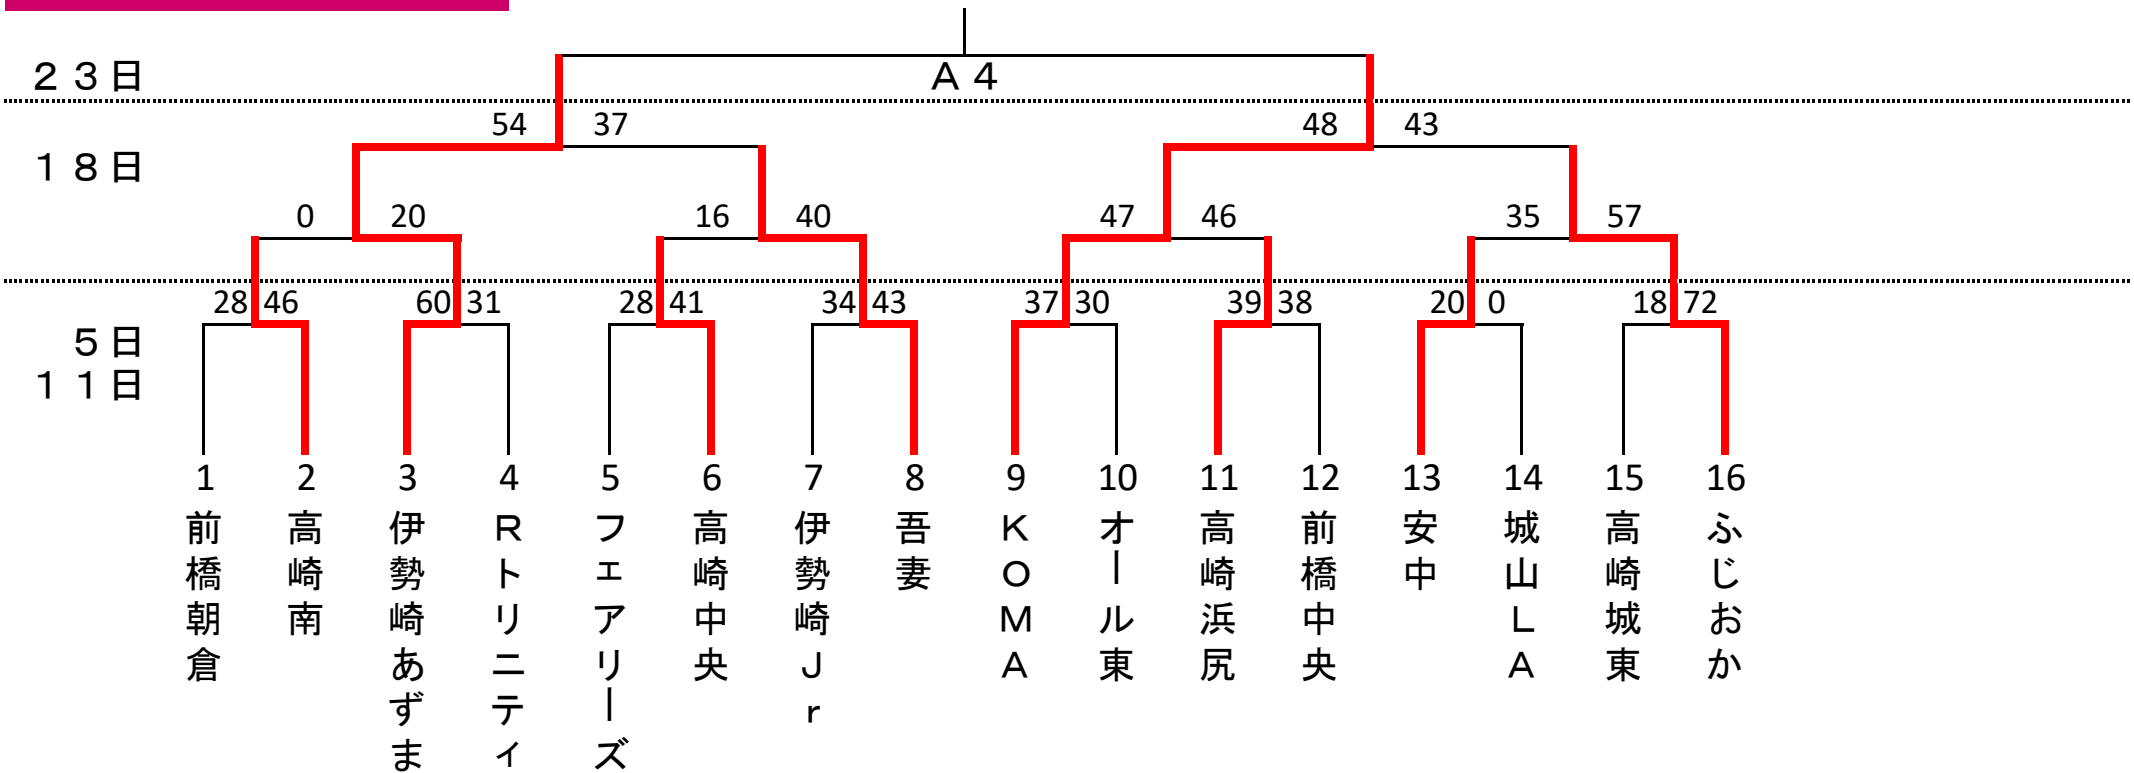 ２３日
Ａ４
54 37 48 43
１８日
0 20 16 40 47 46 35 57
28 46 60 31 28 41 34 43 37 30 39 38 20 0 18 72
５日
１１日
1 2 3 4 5 6 7 8 9 10 11 12 13 14 15 16
前橋朝倉
高崎南
伊勢崎あずま
Ｒトリニティ
フェアリーズ
高崎中央
伊勢崎Ｊｒ
吾妻
ＫＯＭＡ
オール東
高崎浜尻
前橋中央
安中
城山ＬＡ
高崎城東
ふじおか